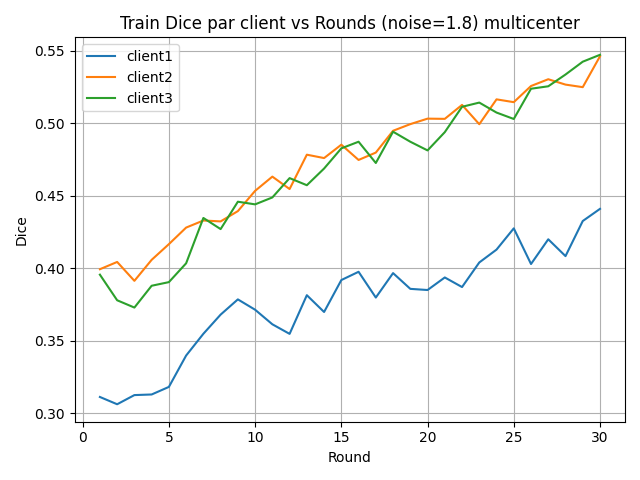 Train Dice par client vs Rounds (noise=1.8) multicenter
client1
client2
client3
Dice
0.55
0.50
0.45
0.40
0.35
0.30
0 5 10 15 20 25 30
Round